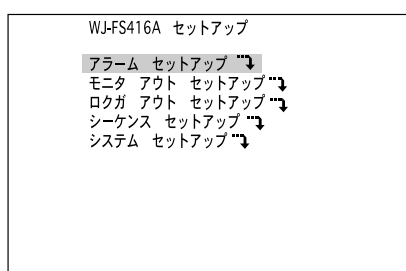 WJ-FS416A セットアップ
アラーム セットアップ
モニタ アウト セットアップ
ロクガ アウト セットアップ
シーケンス セットアップ
システム セットアップ